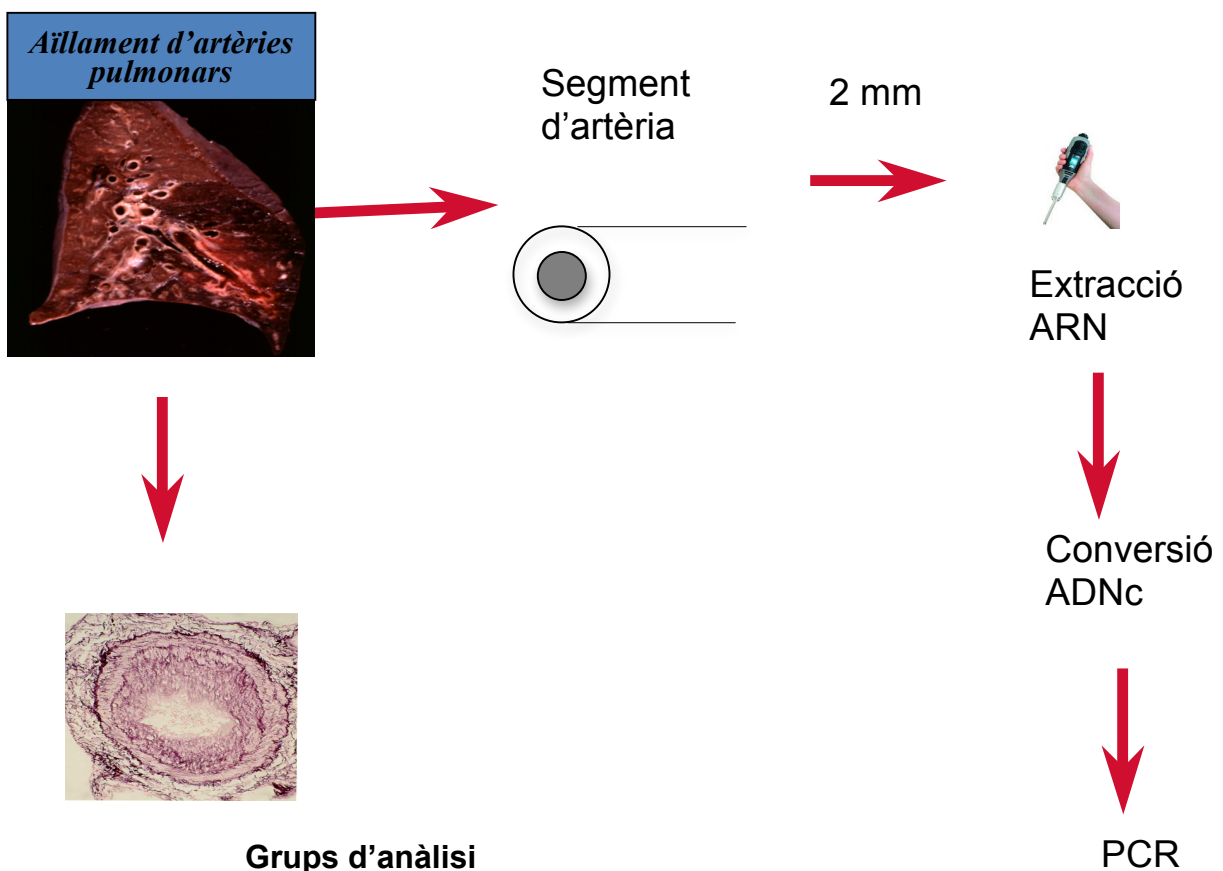 Aïllament d’artèries
pulmonars
Segment
d’artèria
2 mm
Extracció
ARN
Conversió
ADNc
PCR
Grups d’anàlisi